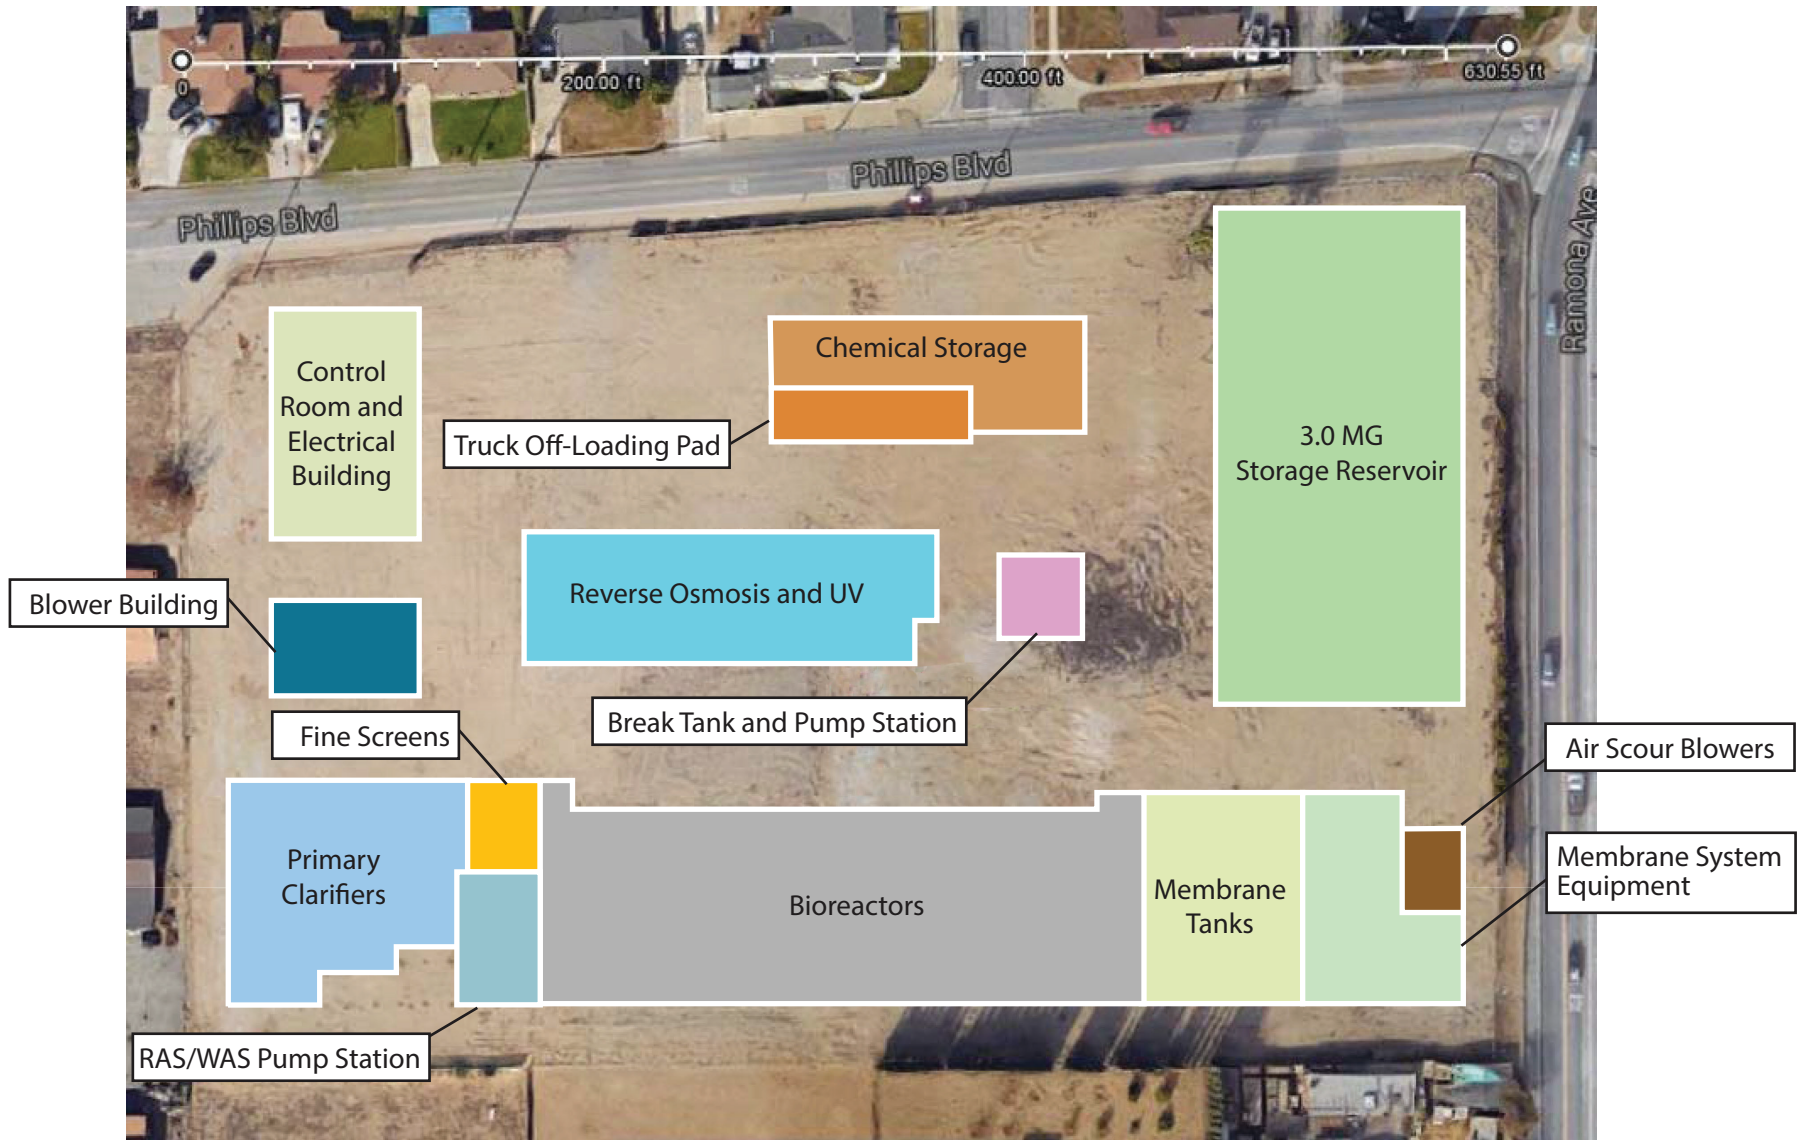 0
200.00 ft
400.00 ft
630.55 ft
Phillips Blvd
Phillips Blvd
Ramona Ave
Control
Room and
Electrical
Building
Chemical Storage
Truck Off-Loading Pad
3.0 MG
Storage Reservoir
Blower Building
Reverse Osmosis and UV
Break Tank and Pump Station
Fine Screens
Air Scour Blowers
Primary
Clarifiers
Bioreactors
Membrane
Tanks
Membrane System
Equipment
RAS/WAS Pump Station